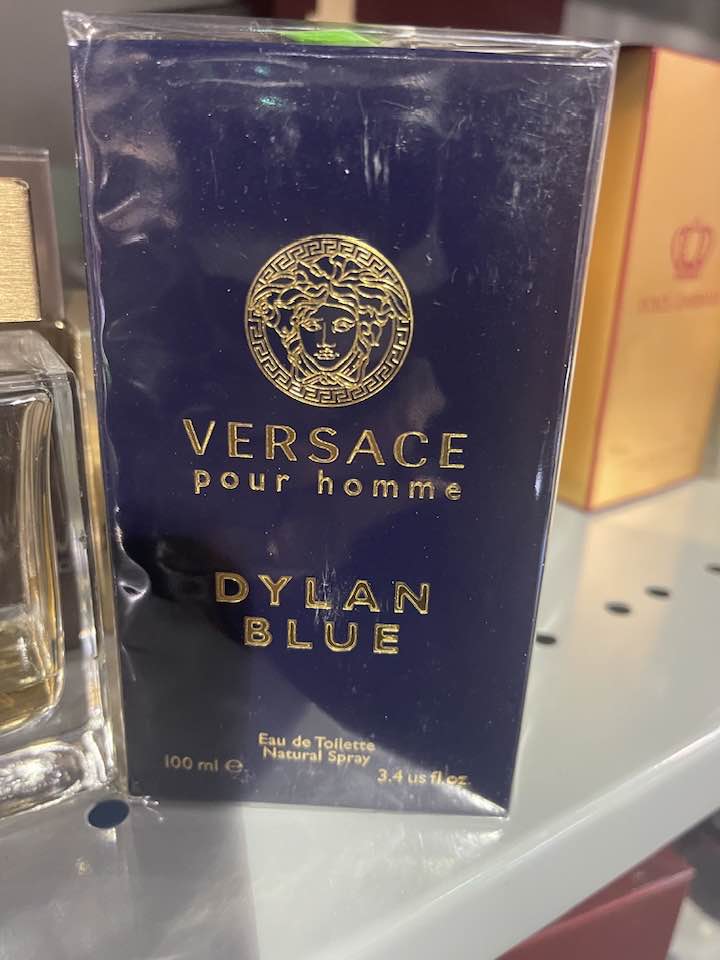 VERSACE
pour homme
DYLAN
BLUE
Eau de Toilette
Natural Spray
100 ml e
3.4 us fl.oz.